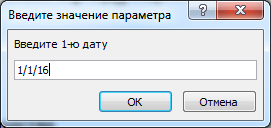 Введите значение параметра
Введите 1-ю дату
1/1/16
ОК
Отмена